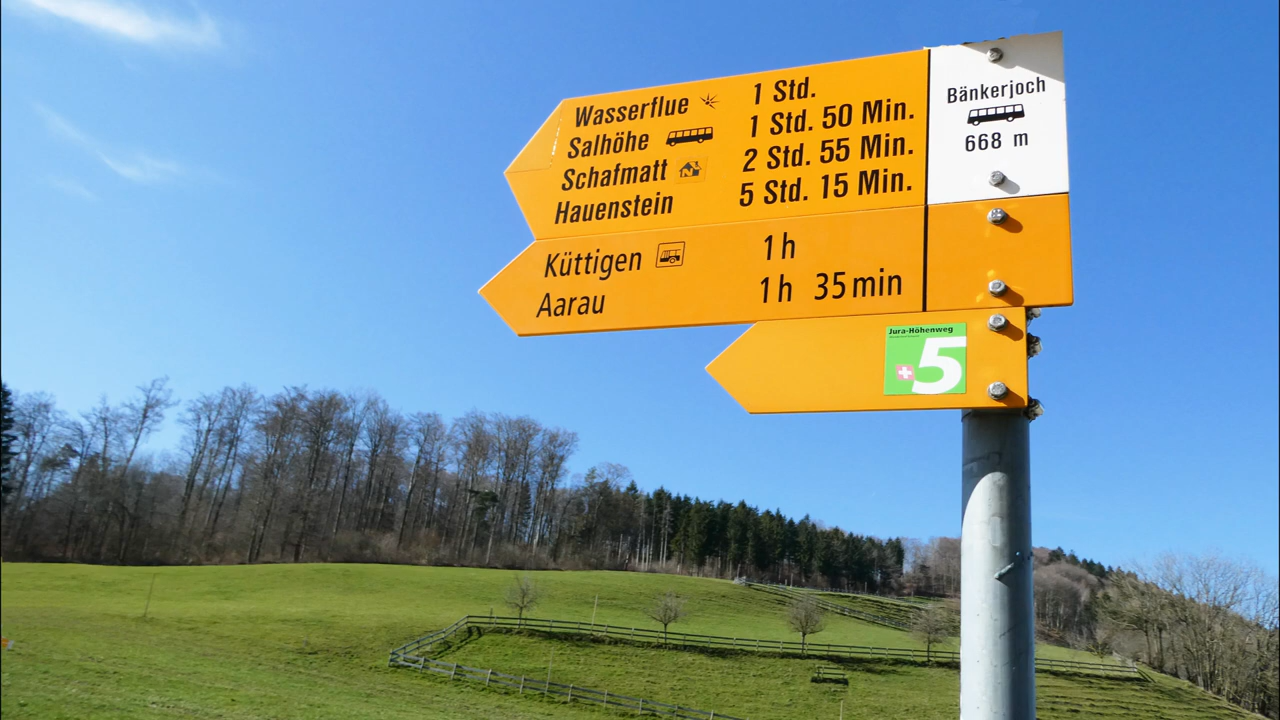 Wasserflue 1 Std.
Salhöhe 1 Std. 50 Min.
Schafmatt 2 Std. 55 Min.
Hauenstein 5 Std. 15 Min.
Bänkerjoch
668 m
Küttigen 1 h
Aarau 1 h 35 min
Jura-Höhenweg
5